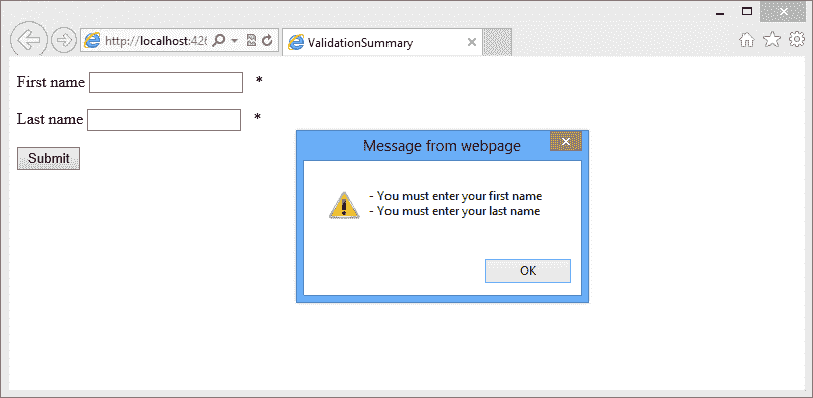 http://localhost:426
ValidationSummary
First name *
Last name *
Submit
Message from webpage
- You must enter your first name
- You must enter your last name
OK